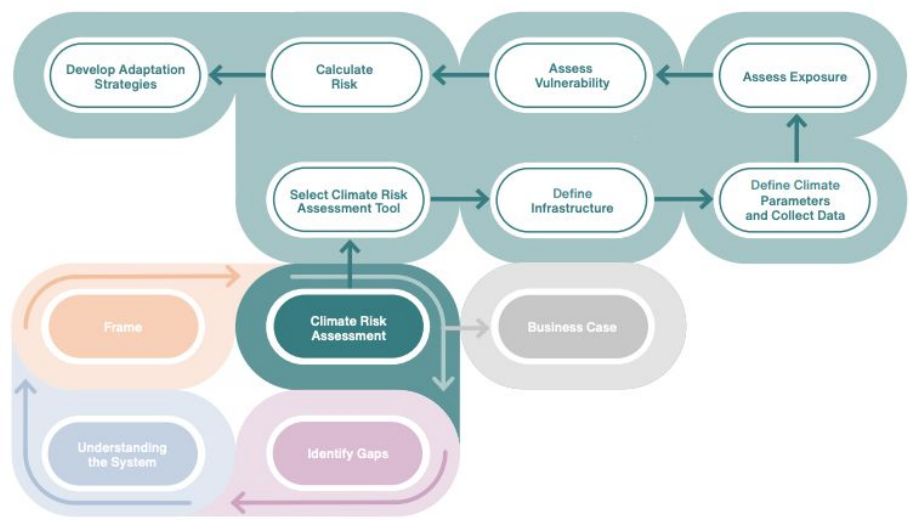 Develop Adaptation
Strategies
Calculate
Risk
Assess
Vulnerability
Assess Exposure
Select Climate Risk
Assessment Tool
Define
Infrastructure
Define Climate
Parameters
and Collect Data
Frame
Climate Risk
Assessment
Business Case
Understanding
the System
Identify Gaps